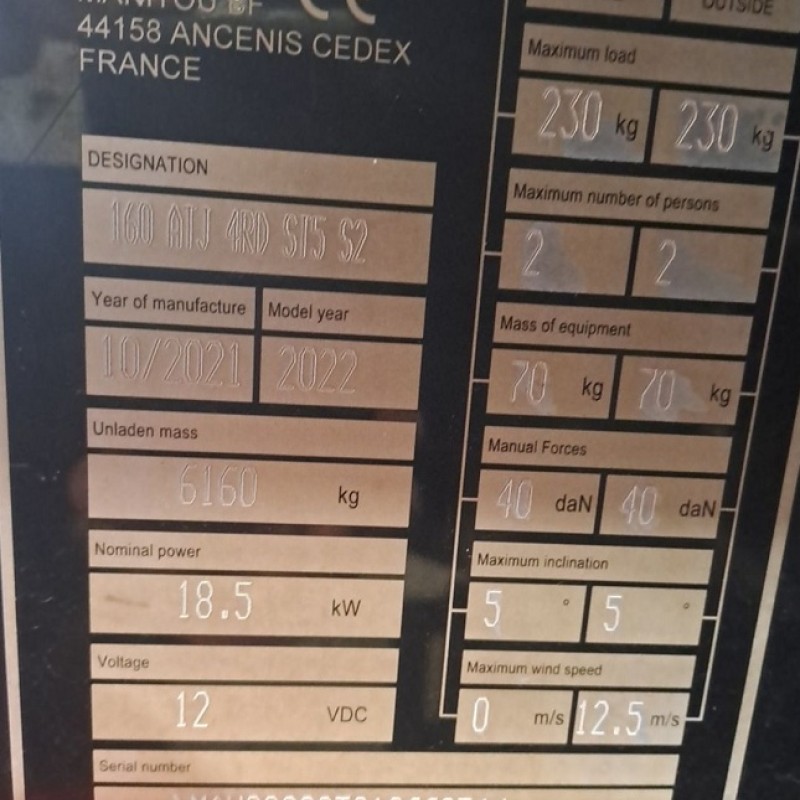 MANITOU BF
44158 ANCENIS CEDEX
FRANCE
DESIGNATION
160 ATJ 4RD ST5 S2
Year of manufacture Model year
10/2021 2022
Unladen mass
6160 kg
Nominal power
18.5 kW
Voltage
12 VDC
Serial number
OUTSIDE
Maximum load
230 kg 230 kg
Maximum number of persons
2 2
Mass of equipment
70 kg 70 kg
Manual Forces
40 daN 40 daN
Maximum inclination
5 ° 5 °
Maximum wind speed
0 m/s 12.5 m/s